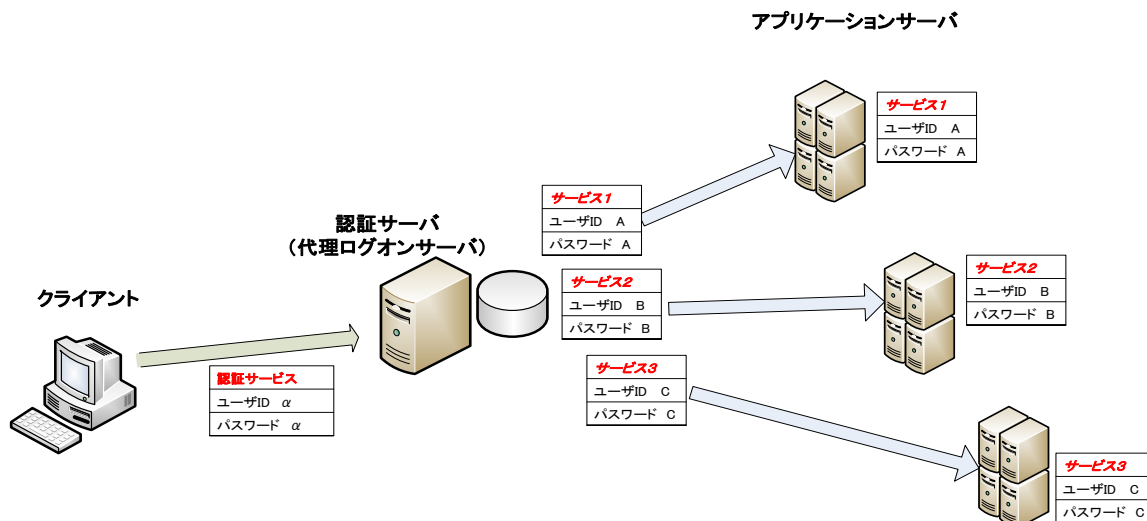 アプリケーションサーバ
サービス1
ユーザID A
パスワード A
サービス1
ユーザID A
パスワード A
認証サーバ
（代理ログオンサーバ）
サービス2
ユーザID B
パスワード B
サービス2
ユーザID B
パスワード B
クライアント
認証サービス
ユーザID α
パスワード α
サービス3
ユーザID C
パスワード C
サービス3
ユーザID C
パスワード C